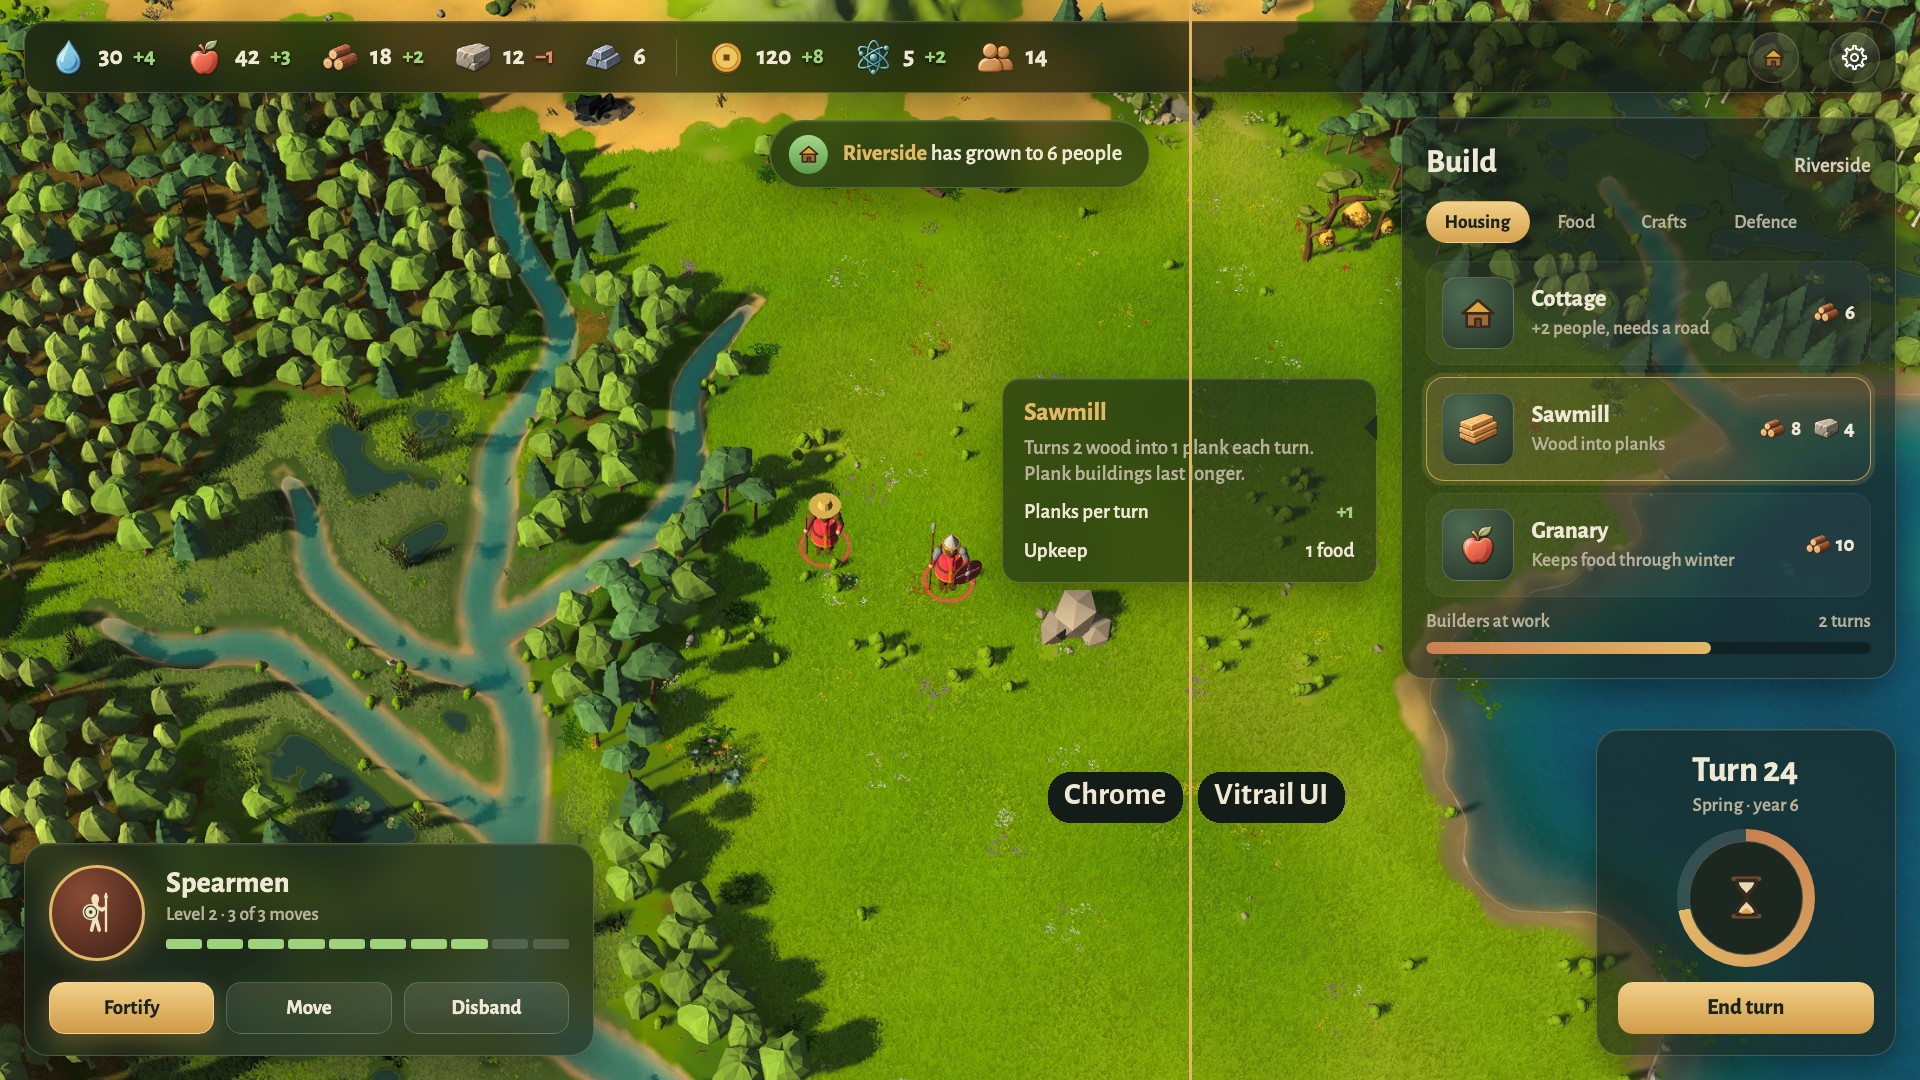 30 +4 42 +3 18 +2 12 −1 6 120 +8 5 +2 14
Riverside has grown to 6 people
Build Riverside
Housing Food Crafts Defence
Cottage
+2 people, needs a road
6
Sawmill
Wood into planks
8 4
Granary
Keeps food through winter
10
Builders at work 2 turns
Sawmill
Turns 2 wood into 1 plank each turn.
Plank buildings last longer.
Planks per turn +1
Upkeep 1 food
Chrome Vitrail UI
Turn 24
Spring · year 6
End turn
Spearmen
Level 2 · 3 of 3 moves
Fortify Move Disband